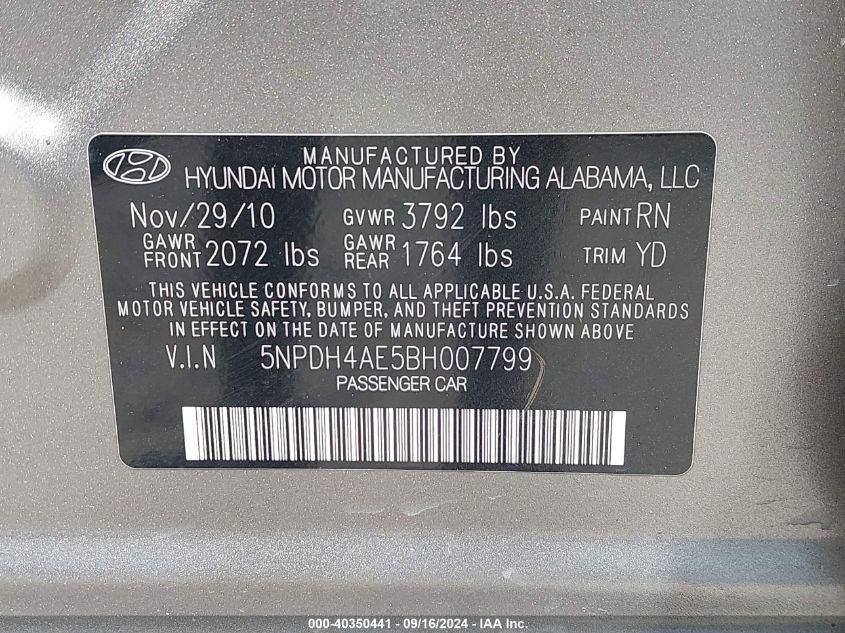 MANUFACTURED BY
HYUNDAI MOTOR MANUFACTURING ALABAMA, LLC
Nov/29/10 GVWR 3792 lbs PAINT RN
GAWR FRONT 2072 lbs GAWR REAR 1764 lbs TRIM YD
THIS VEHICLE CONFORMS TO ALL APPLICABLE U.S.A. FEDERAL
MOTOR VEHICLE SAFETY, BUMPER, AND THEFT PREVENTION STANDARDS
IN EFFECT ON THE DATE OF MANUFACTURE SHOWN ABOVE
V.I.N 5NPDH4AE5BH007799
PASSENGER CAR
000-40350441 - 09/16/2024 - IAA Inc.